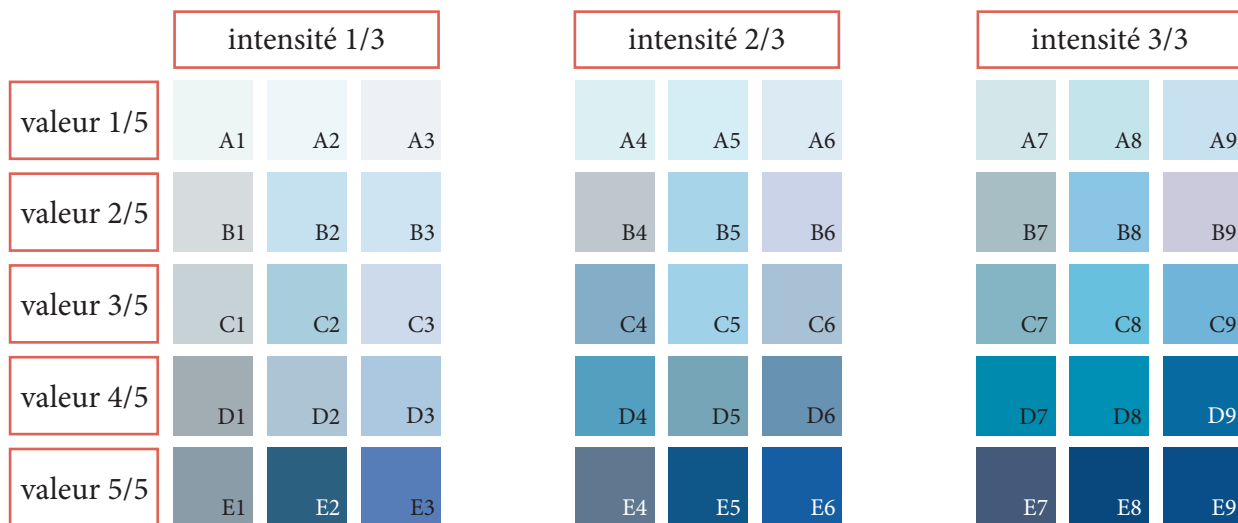 intensité 1/3 intensité 2/3 intensité 3/3
valeur 1/5 A1 A2 A3 A4 A5 A6 A7 A8 A9
valeur 2/5 B1 B2 B3 B4 B5 B6 B7 B8 B9
valeur 3/5 C1 C2 C3 C4 C5 C6 C7 C8 C9
valeur 4/5 D1 D2 D3 D4 D5 D6 D7 D8 D9
valeur 5/5 E1 E2 E3 E4 E5 E6 E7 E8 E9